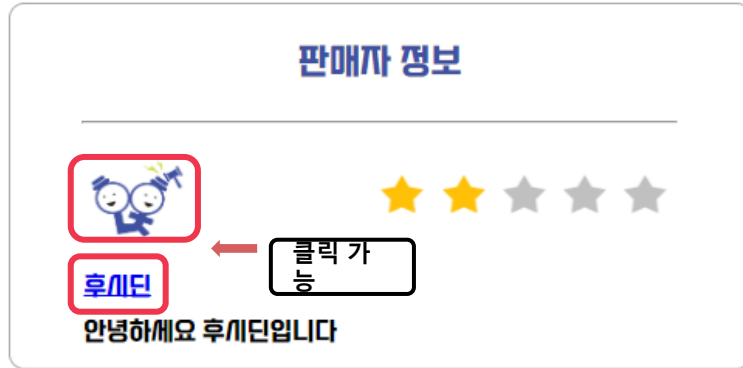 판매자 정보
클릭 가
능
후시딘
안녕하세요 후시딘입니다